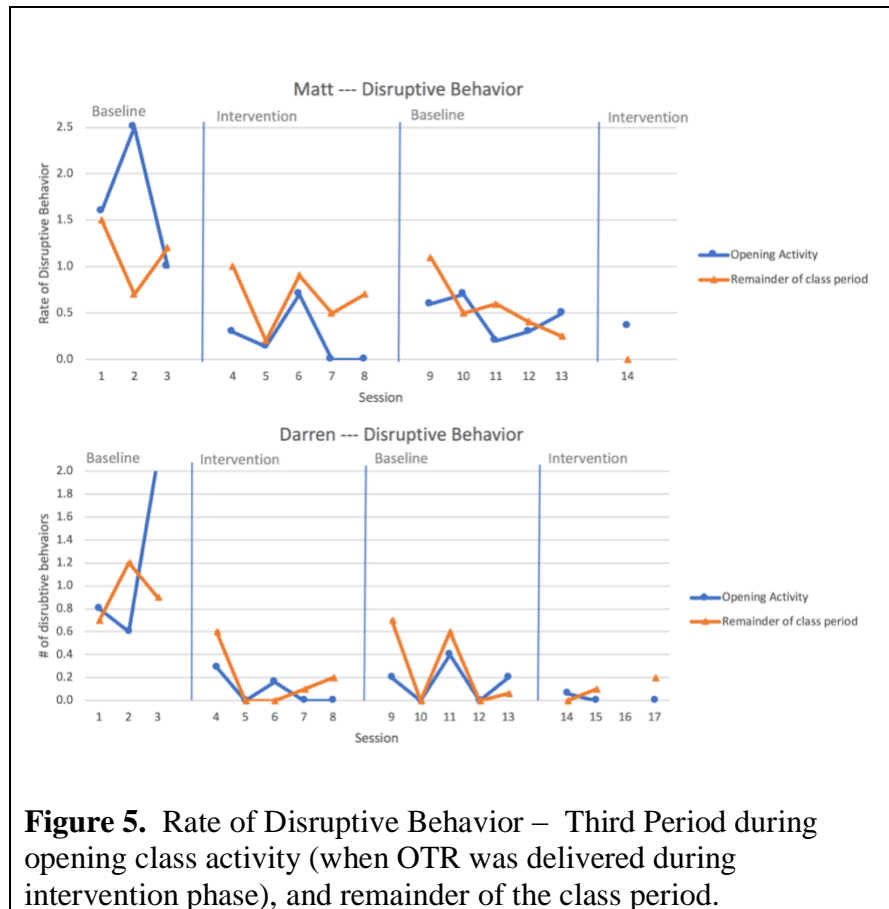 Matt --- Disruptive Behavior
Baseline
Intervention
Baseline
Intervention
Rate of Disruptive Behavior
2.5
2.0
1.5
1.0
0.5
0.0
1 2 3 4 5 6 7 8 9 10 11 12 13 14
Session
Opening Activity
Remainder of class period
Darren --- Disruptive Behavior
Baseline
Intervention
Baseline
Intervention
# of disrubtive behvaiors
2.0
1.8
1.6
1.4
1.2
1.0
0.8
0.6
0.4
0.2
0.0
1 2 3 4 5 6 7 8 9 10 11 12 13 14 15 16 17
Session
Opening Activity
Remainder of class period
Figure 5. Rate of Disruptive Behavior – Third Period during
opening class activity (when OTR was delivered during
intervention phase), and remainder of the class period.